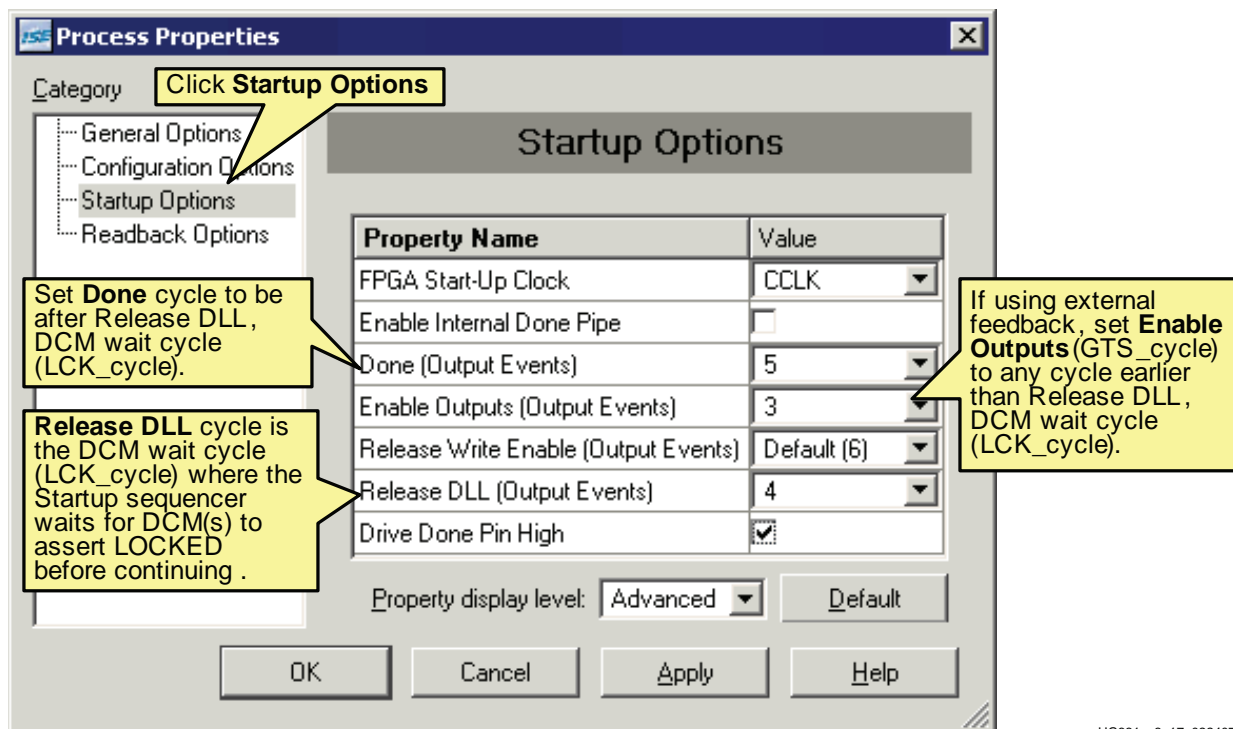 ISE Process Properties
Category
Click Startup Options
General Options
Configuration Options
Startup Options
Readback Options
Startup Options
Property Name Value
FPGA Start-Up Clock CCLK
Enable Internal Done Pipe
Done (Output Events) 5
Enable Outputs (Output Events) 3
Release Write Enable (Output Events) Default (6)
Release DLL (Output Events) 4
Drive Done Pin High
Set Done cycle to be
after Release DLL,
DCM wait cycle
(LCK_cycle).
Release DLL cycle is
the DCM wait cycle
(LCK_cycle) where the
Startup sequencer
waits for DCM(s) to
assert LOCKED
before continuing .
If using external
feedback, set Enable
Outputs (GTS_cycle)
to any cycle earlier
than Release DLL,
DCM wait cycle
(LCK_cycle).
Property display level: Advanced Default
OK Cancel Apply Help